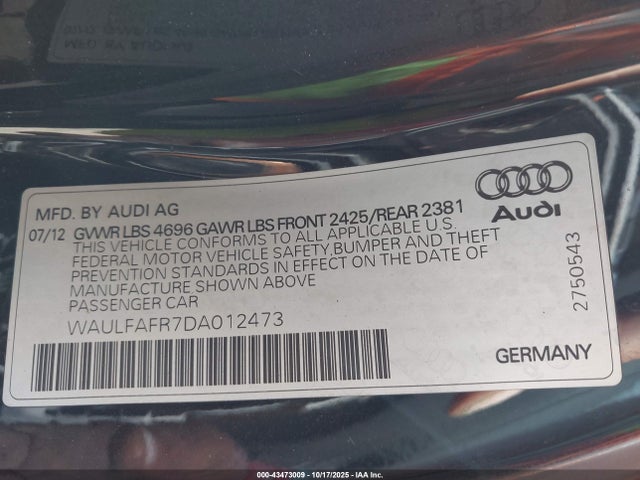 MFD. BY AUDI AG
07/12 GVWR LBS 4696 GAWR LBS FRONT 2425/REAR 2381
THIS VEHICLE CONFORMS TO ALL APPLICABLE U.S.
FEDERAL MOTOR VEHICLE SAFETY,BUMPER AND THEFT
PREVENTION STANDARDS IN EFFECT ON THE DATE OF
MANUFACTURE SHOWN ABOVE
PASSENGER CAR
WAULFAFR7DA012473
Audi
2750543
GERMANY
000-43473009 - 10/17/2025 - IAA Inc.